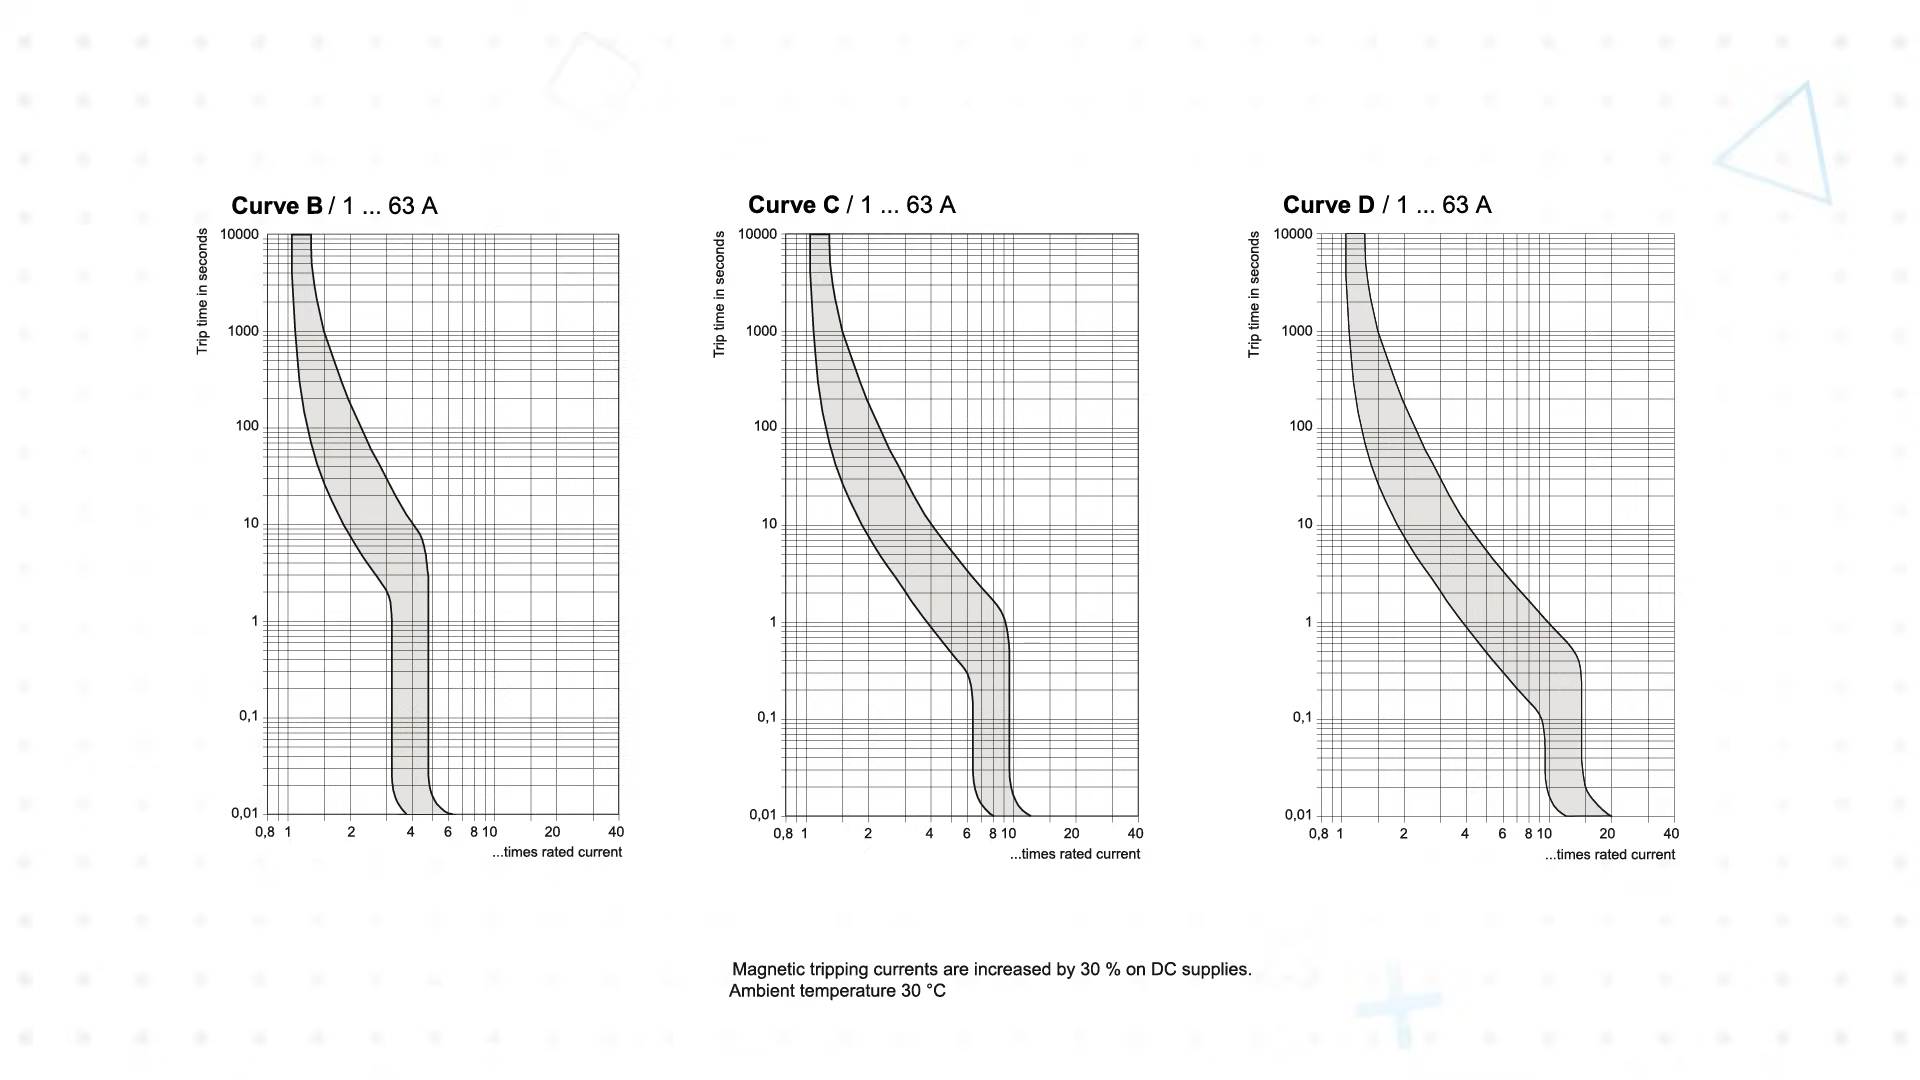 Curve B / 1 ... 63 A
Trip time in seconds
10000
1000
100
10
1
0,1
0,01
0,8 1 2 4 6 8 10 20 40
...times rated current
Curve C / 1 ... 63 A
Trip time in seconds
10000
1000
100
10
1
0,1
0,01
0,8 1 2 4 6 8 10 20 40
...times rated current
Curve D / 1 ... 63 A
Trip time in seconds
10000
1000
100
10
1
0,1
0,01
0,8 1 2 4 6 8 10 20 40
...times rated current
Magnetic tripping currents are increased by 30 % on DC supplies.
Ambient temperature 30 °C